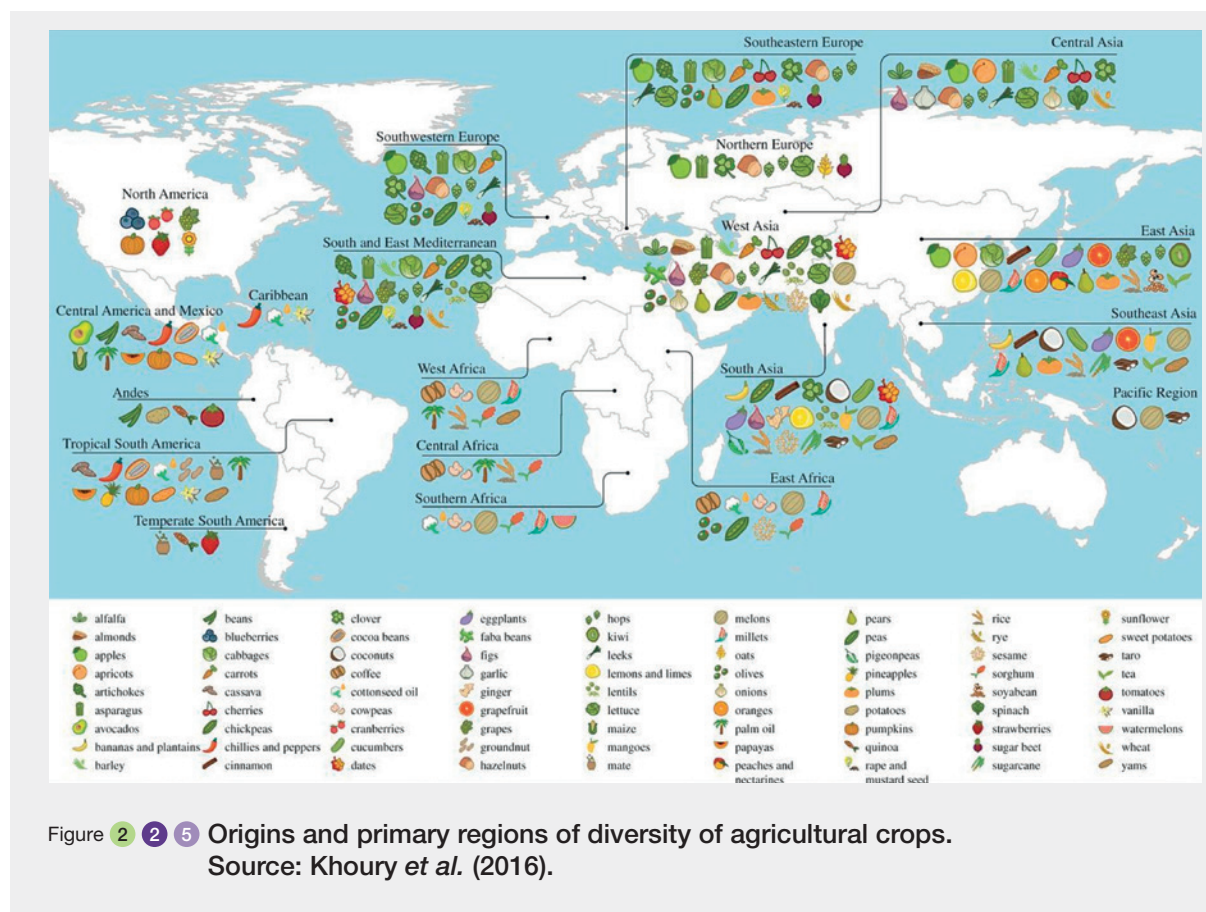 Southeastern Europe
Central Asia
Southwestern Europe
Northern Europe
North America
West Asia
East Asia
South and East Mediterranean
Caribbean
Central America and Mexico
Southeast Asia
West Africa
South Asia
Andes
Pacific Region
Tropical South America
Central Africa
East Africa
Southern Africa
Temperate South America
alfalfa
almonds
apples
apricots
artichokes
asparagus
avocados
bananas and plantains
barley
beans
blueberries
cabbages
carrots
cassava
cherries
chickpeas
chillies and peppers
cinnamon
clover
cocoa beans
coconuts
coffee
cottonseed oil
cowpeas
cranberries
cucumbers
dates
eggplants
faba beans
figs
garlic
ginger
grapefruit
grapes
groundnut
hazelnuts
hops
kiwi
leeks
lemons and limes
lentils
lettuce
maize
mangoes
mate
melons
millets
oats
olives
onions
oranges
palm oil
papayas
peaches and
nectarines
pears
peas
pigeonpeas
pineapples
plums
potatoes
pumpkins
quinoa
rape and
mustard seed
rice
rye
sesame
sorghum
soyabean
spinach
strawberries
sugar beet
sugarcane
sunflower
sweet potatoes
taro
tea
tomatoes
vanilla
watermelons
wheat
yams
Figure 2 2 5 Origins and primary regions of diversity of agricultural crops.
Source: Khoury et al. (2016).